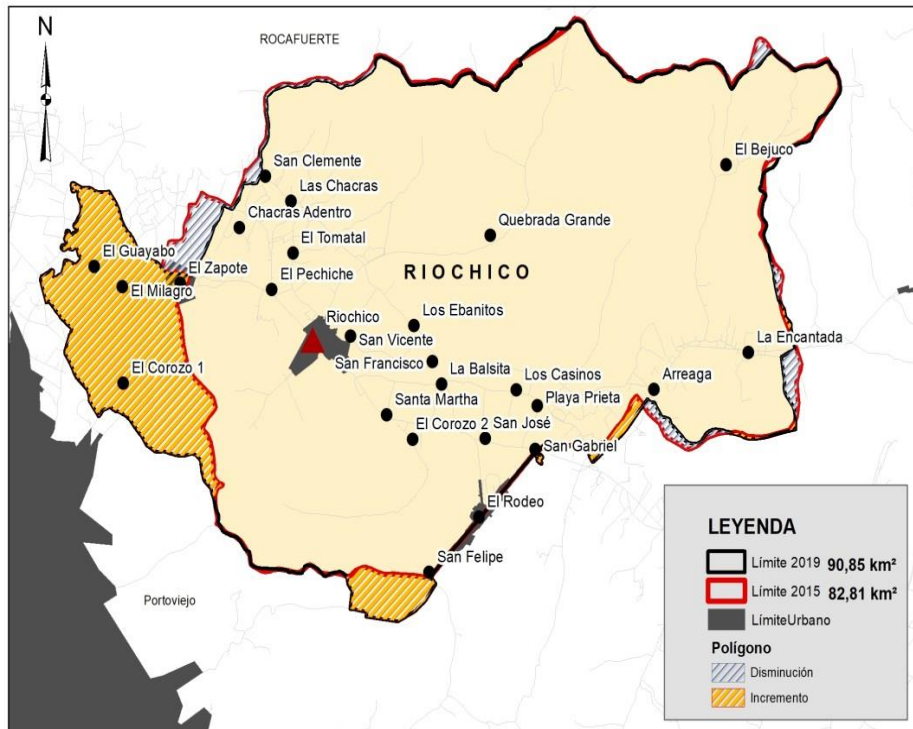 N
ROCAFUERTE
San Clemente
El Bejuco
Las Chacras
Chacras Adentro
Quebrada Grande
El Tomatal
El Guayabo
El Zapote
RIOCHICO
El Pechiche
El Milagro
Riochico
Los Ebanitos
San Vicente
La Encantada
San Francisco
La Balsita
El Corozo 1
Los Casinos
Arreaga
Santa Martha
Playa Prieta
El Corozo 2
San José
San Gabriel
El Rodeo
San Felipe
Portoviejo
LEYENDA
Límite 2019 90,85 km²
Límite 2015 82,81 km²
LímiteUrbano
Polígono
Disminución
Incremento